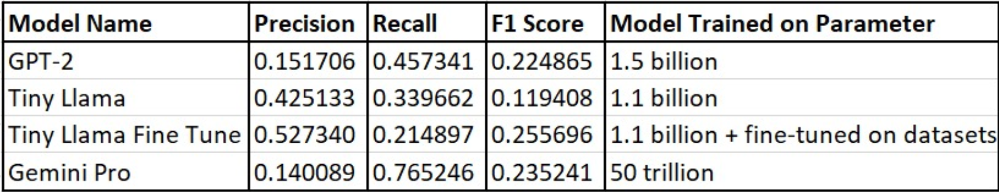 Model Name Precision Recall F1 Score Model Trained on Parameter
GPT-2 0.151706 0.457341 0.224865 1.5 billion
Tiny Llama 0.425133 0.339662 0.119408 1.1 billion
Tiny Llama Fine Tune 0.527340 0.214897 0.255696 1.1 billion + fine-tuned on datasets
Gemini Pro 0.140089 0.765246 0.235241 50 trillion